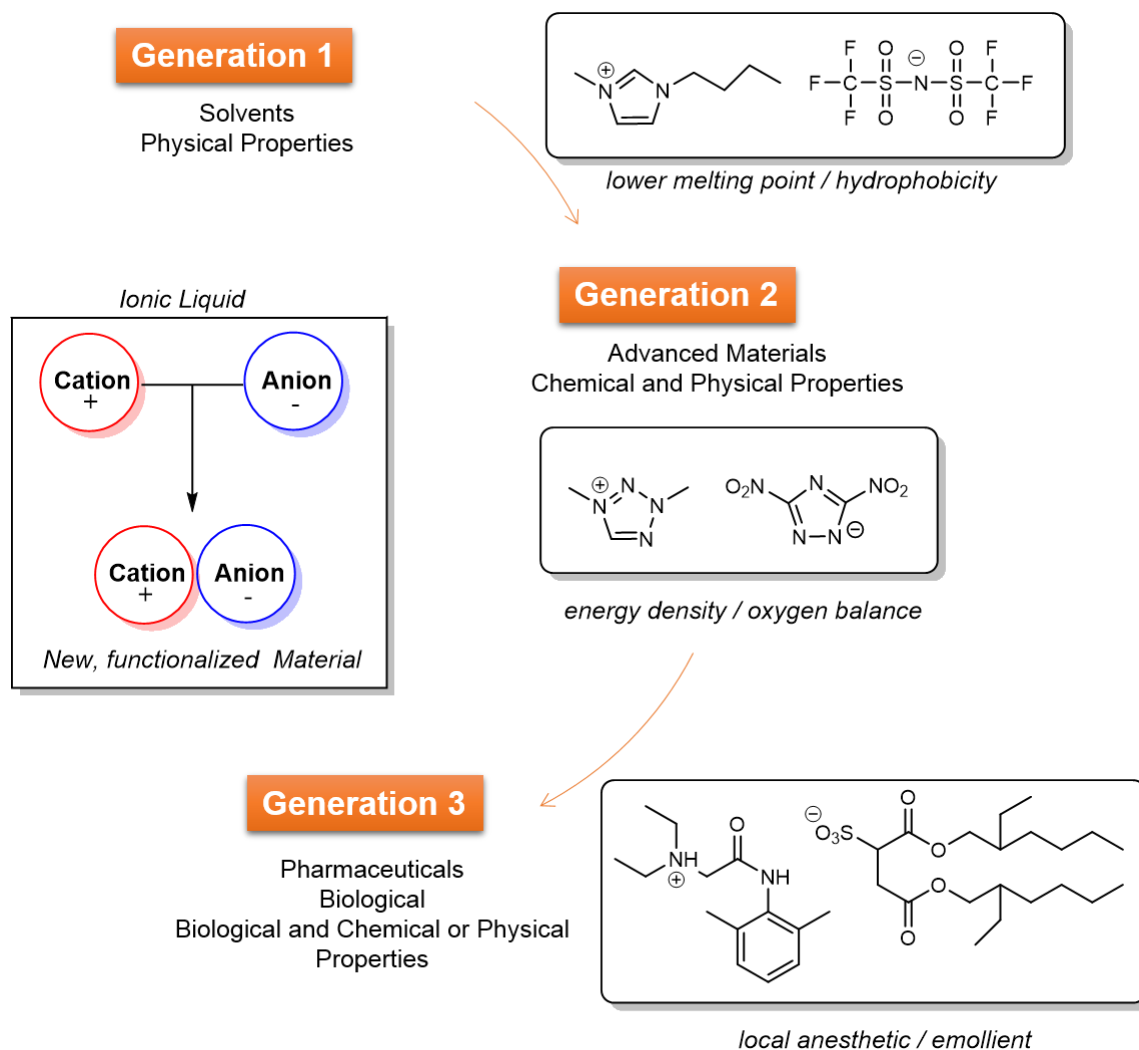 Generation 1
Solvents
Physical Properties
F O O F
F C S N S C F
⊖
F O O F
⊕
N N
lower melting point / hydrophobicity
Generation 2
Advanced Materials
Chemical and Physical Properties
⊕
N N
N N
O₂N N NO₂
N N ⊖
energy density / oxygen balance
Ionic Liquid
Cation
+
Anion
-
Cation
+
Anion
-
New, functionalized Material
Generation 3
Pharmaceuticals
Biological
Biological and Chemical or Physical
Properties
O
NH
⊕
NH
⊖
O₃S
O
O
O
O
local anesthetic / emollient